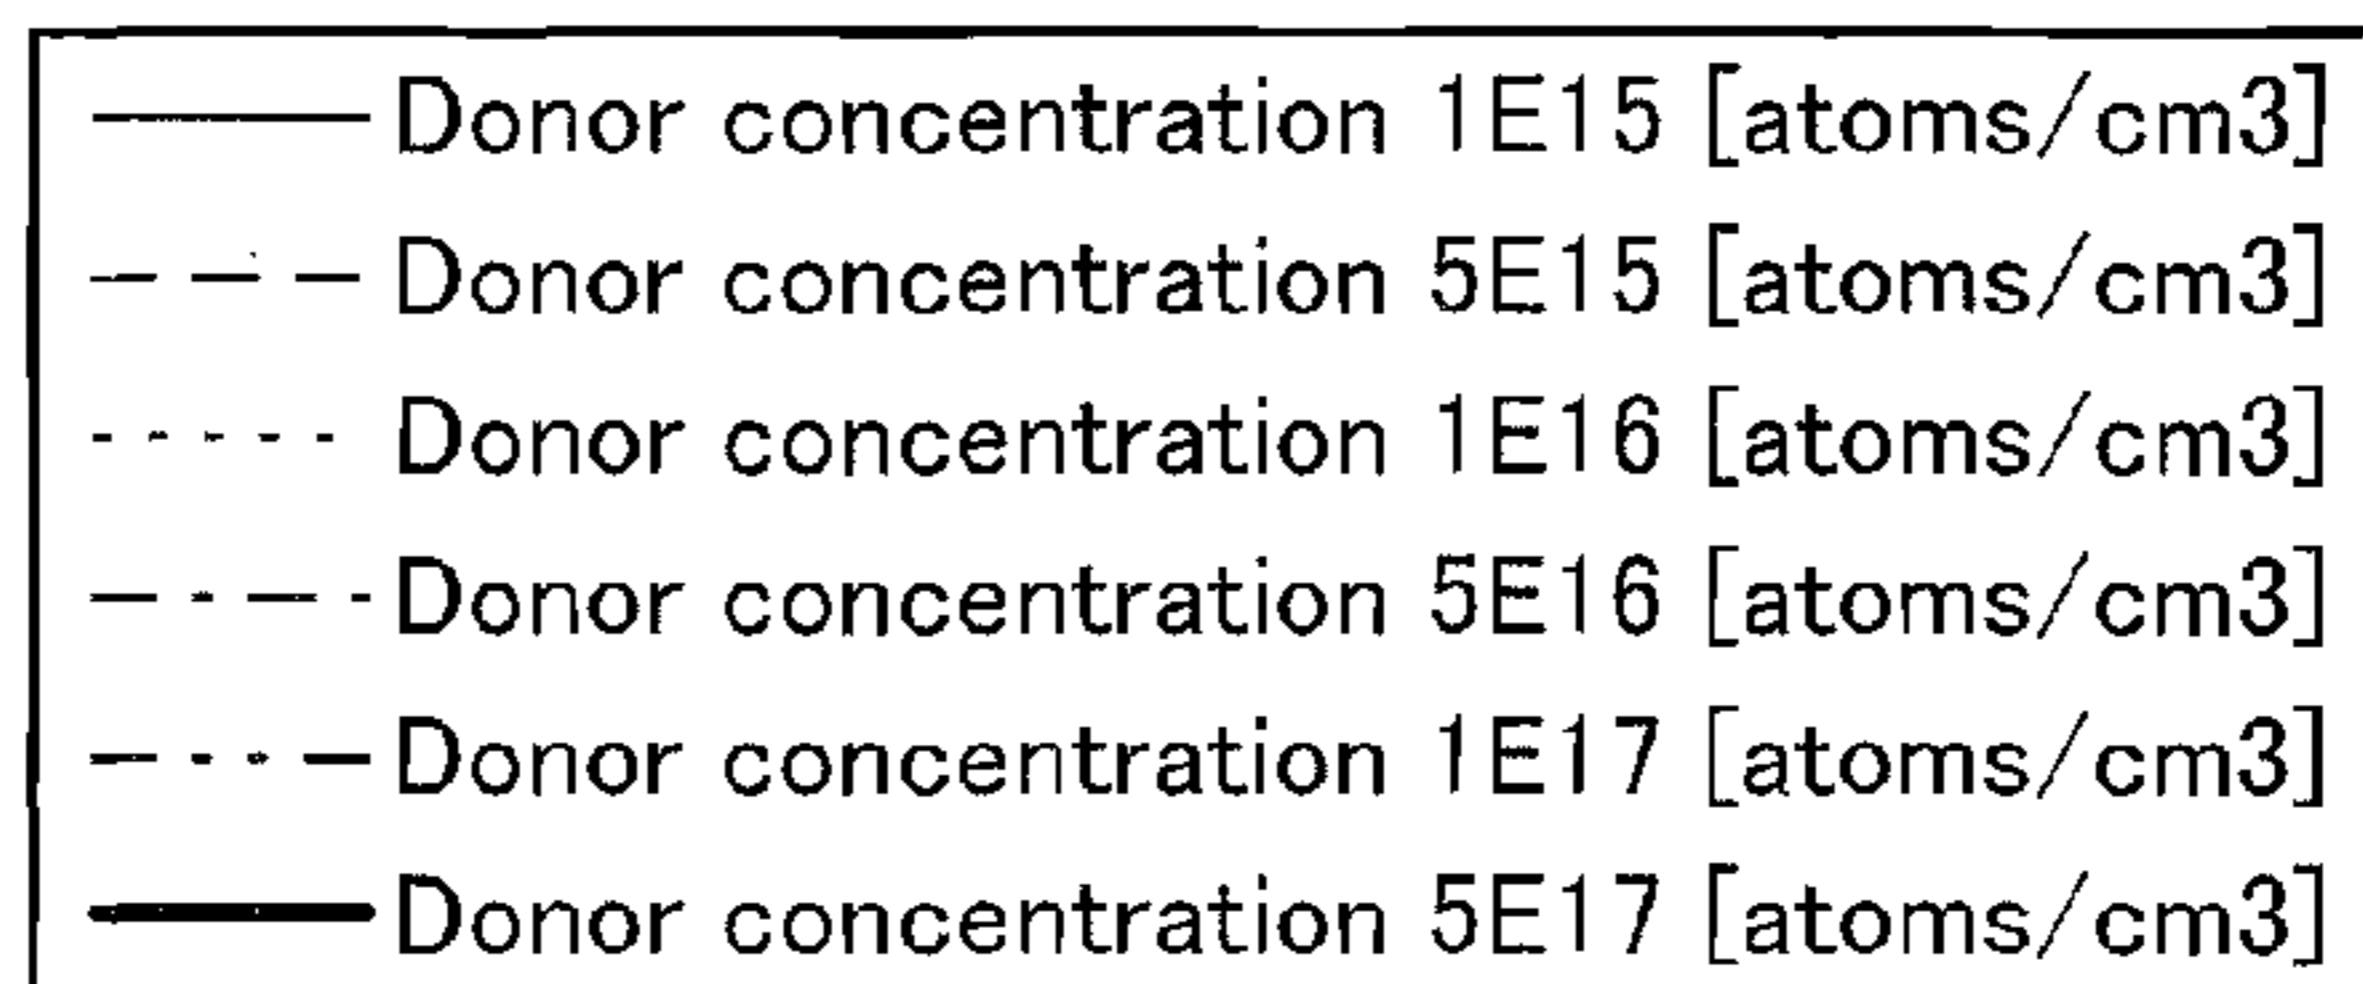 Donor concentration 1E15 [atoms/cm3]
Donor concentration 5E15 [atoms/cm3]
Donor concentration 1E16 [atoms/cm3]
Donor concentration 5E16 [atoms/cm3]
Donor concentration 1E17 [atoms/cm3]
Donor concentration 5E17 [atoms/cm3]